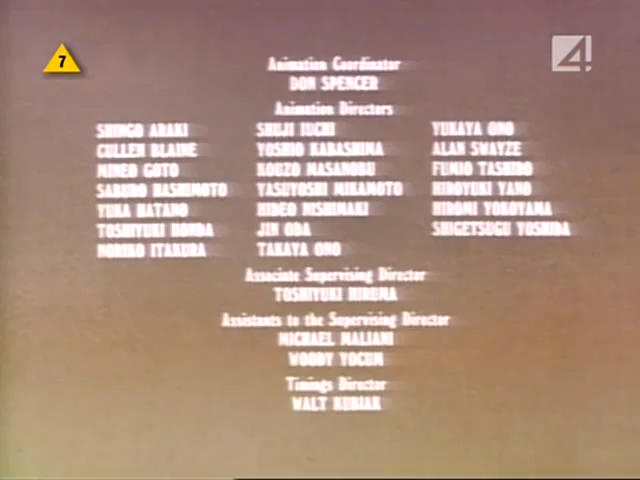 7
4!
Animation Coordinator
DON SPENCER
Animation Directors
SHINGO ARAKI SHUJI IUCHI YUKAYA ONO
CULLEN BLAINE YOSHIO KABASHIMA ALAN SWAYZE
MINEO GOTO KOUZO MASANOBU FUMIO TASHIRO
SABURO HASHIMOTO YASUYOSHI MIKAMOTO HIROYUKI YANO
YUKA HATANO HIDEO NISHIMAKI HIROMI YOKOYAMA
TOSHIYUKI HONDA JIN ODA SHIGETSUGU YOSHIDA
NORIKO ITAKURA TAKAYA ONO
Associate Supervising Director
TOSHIYUKI HIRUMA
Assistants to the Supervising Director
MICHAEL MALIANI
WOODY YOCUM
Timings Director
WALT KUBIAK